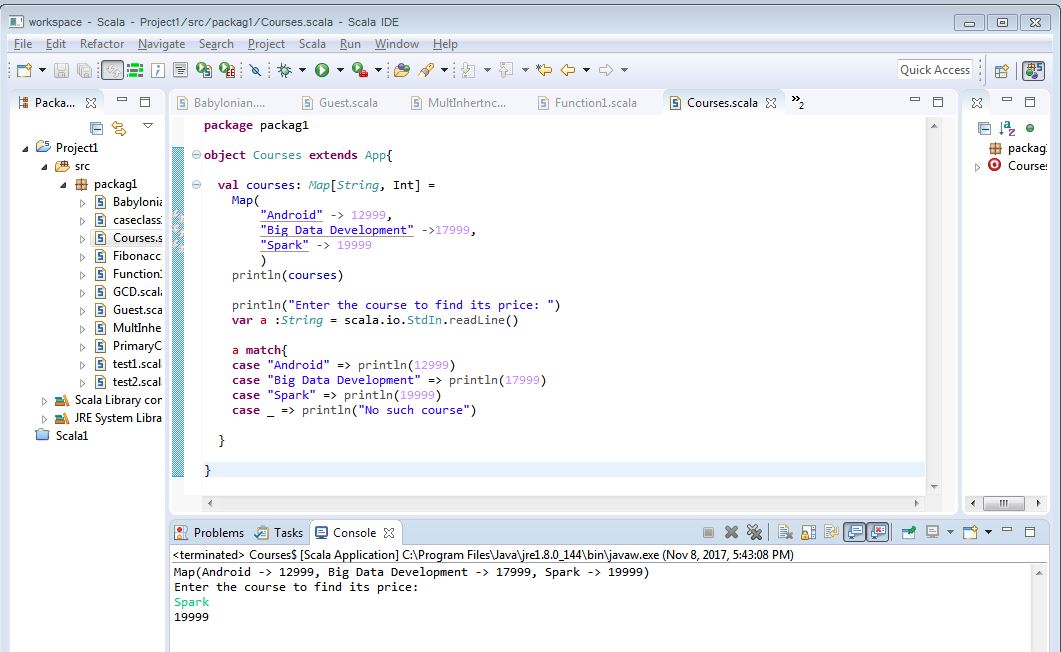 workspace - Scala - Project1/src/packag1/Courses.scala - Scala IDE
File Edit Refactor Navigate Search Project Scala Run Window Help
Quick Access
Packa...
Babylonian....
Guest.scala
MultInhertnc...
Function1.scala
Courses.scala
2
Project1
src
packag1
Babylonia
caseclass
Courses.s
Fibonacc
Function
GCD.scala
Guest.sca
MultInhe
PrimaryC
test1.scal
test2.scal
Scala Library cor
JRE System Libra
Scala1
package packag1
object Courses extends App{
val courses: Map[String, Int] =
Map(
"Android" -> 12999,
"Big Data Development" ->17999,
"Spark" -> 19999
)
println(courses)
println("Enter the course to find its price: ")
var a :String = scala.io.StdIn.readLine()
a match{
case "Android" => println(12999)
case "Big Data Development" => println(17999)
case "Spark" => println(19999)
case _ => println("No such course")
}
}
packag
Courses
Problems Tasks Console
<terminated> Courses$ [Scala Application] C:\Program Files\Java\jre1.8.0_144\bin\javaw.exe (Nov 8, 2017, 5:43:08 PM)
Map(Android -> 12999, Big Data Development -> 17999, Spark -> 19999)
Enter the course to find its price:
Spark
19999